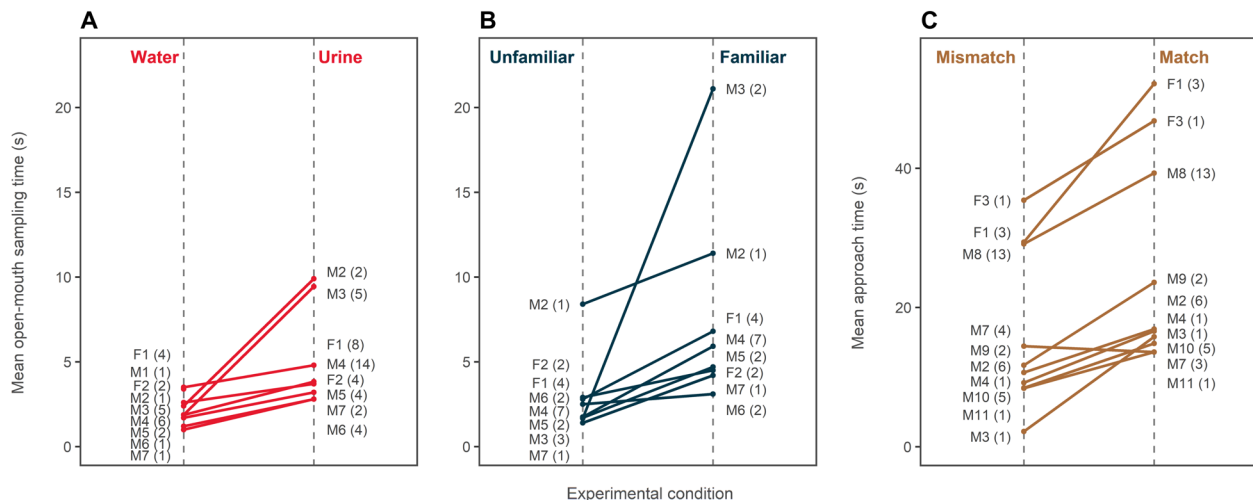 A
B
C
Water
Urine
Unfamiliar
Familiar
Mismatch
Match
Mean open-mouth sampling time (s)
20
15
10
5
0
F1 (4)
M1 (1)
F2 (2)
M2 (1)
M3 (5)
M4 (6)
M5 (2)
M6 (1)
M7 (1)
M2 (2)
M3 (5)
F1 (8)
M4 (14)
F2 (4)
M5 (4)
M7 (2)
M6 (4)
20
15
10
5
0
M2 (1)
F2 (2)
F1 (4)
M6 (2)
M4 (7)
M5 (2)
M3 (3)
M7 (1)
M3 (2)
M2 (1)
F1 (4)
M4 (7)
M5 (2)
F2 (2)
M7 (1)
M6 (2)
Mean approach time (s)
40
20
0
F3 (1)
F1 (3)
M8 (13)
M7 (4)
M9 (2)
M2 (6)
M4 (1)
M10 (5)
M11 (1)
M3 (1)
F1 (3)
F3 (1)
M8 (13)
M9 (2)
M2 (6)
M4 (1)
M3 (1)
M10 (5)
M7 (3)
M11 (1)
Experimental condition